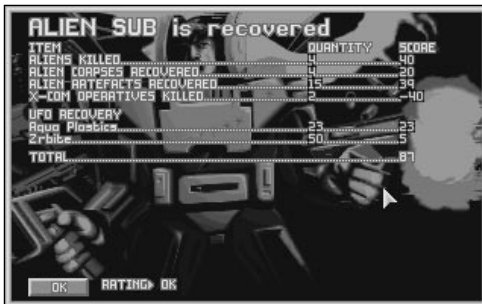 ALIEN SUB is recovered
ITEM QUANTITY SCORE
ALIENS KILLED 4 40
ALIEN CORPSES RECOVERED 4 20
ALIEN ARTEFACTS RECOVERED 15 39
X-COM OPERATIVES KILLED 2 -40
UFO RECOVERY
Aqua Plastics 23 23
Zrbite 50 5
TOTAL 87
OK RATING> OK